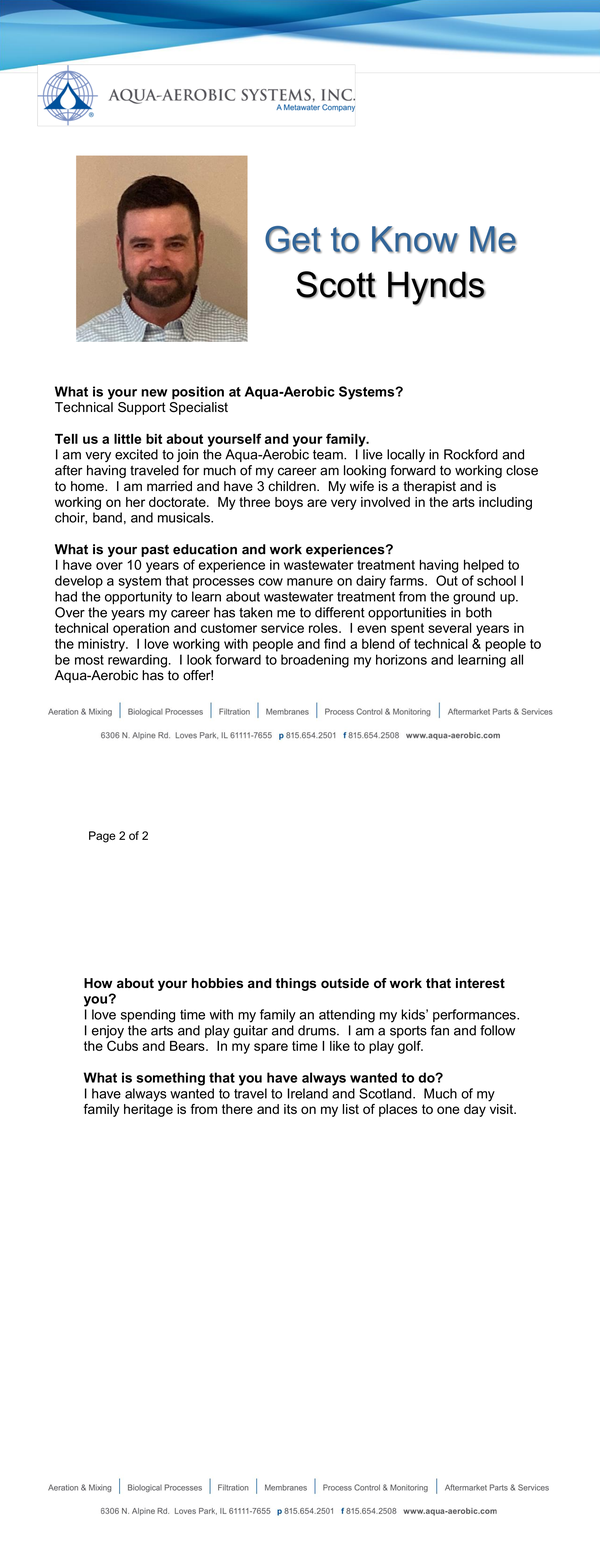 AQUA-AEROBIC SYSTEMS, INC.
A Metawater Company
®
Get to Know Me
Scott Hynds
What is your new position at Aqua-Aerobic Systems?
Technical Support Specialist
Tell us a little bit about yourself and your family.
I am very excited to join the Aqua-Aerobic team.  I live locally in Rockford and
after having traveled for much of my career am looking forward to working close
to home.  I am married and have 3 children.  My wife is a therapist and is
working on her doctorate.  My three boys are very involved in the arts including
choir, band, and musicals.
What is your past education and work experiences?
I have over 10 years of experience in wastewater treatment having helped to
develop a system that processes cow manure on dairy farms.  Out of school I
had the opportunity to learn about wastewater treatment from the ground up.
Over the years my career has taken me to different opportunities in both
technical operation and customer service roles.  I even spent several years in
the ministry.  I love working with people and find a blend of technical & people to
be most rewarding.  I look forward to broadening my horizons and learning all
Aqua-Aerobic has to offer!
Aeration & Mixing | Biological Processes | Filtration | Membranes | Process Control & Monitoring | Aftermarket Parts & Services
6306 N. Alpine Rd.  Loves Park, IL 61111-7655  p 815.654.2501  f 815.654.2508  www.aqua-aerobic.com
Page 2 of 2
How about your hobbies and things outside of work that interest
you?
I love spending time with my family an attending my kids' performances.
I enjoy the arts and play guitar and drums.  I am a sports fan and follow
the Cubs and Bears.  In my spare time I like to play golf.
What is something that you have always wanted to do?
I have always wanted to travel to Ireland and Scotland.  Much of my
family heritage is from there and its on my list of places to one day visit.
Aeration & Mixing | Biological Processes | Filtration | Membranes | Process Control & Monitoring | Aftermarket Parts & Services
6306 N. Alpine Rd.  Loves Park, IL 61111-7655  p 815.654.2501  f 815.654.2508  www.aqua-aerobic.com